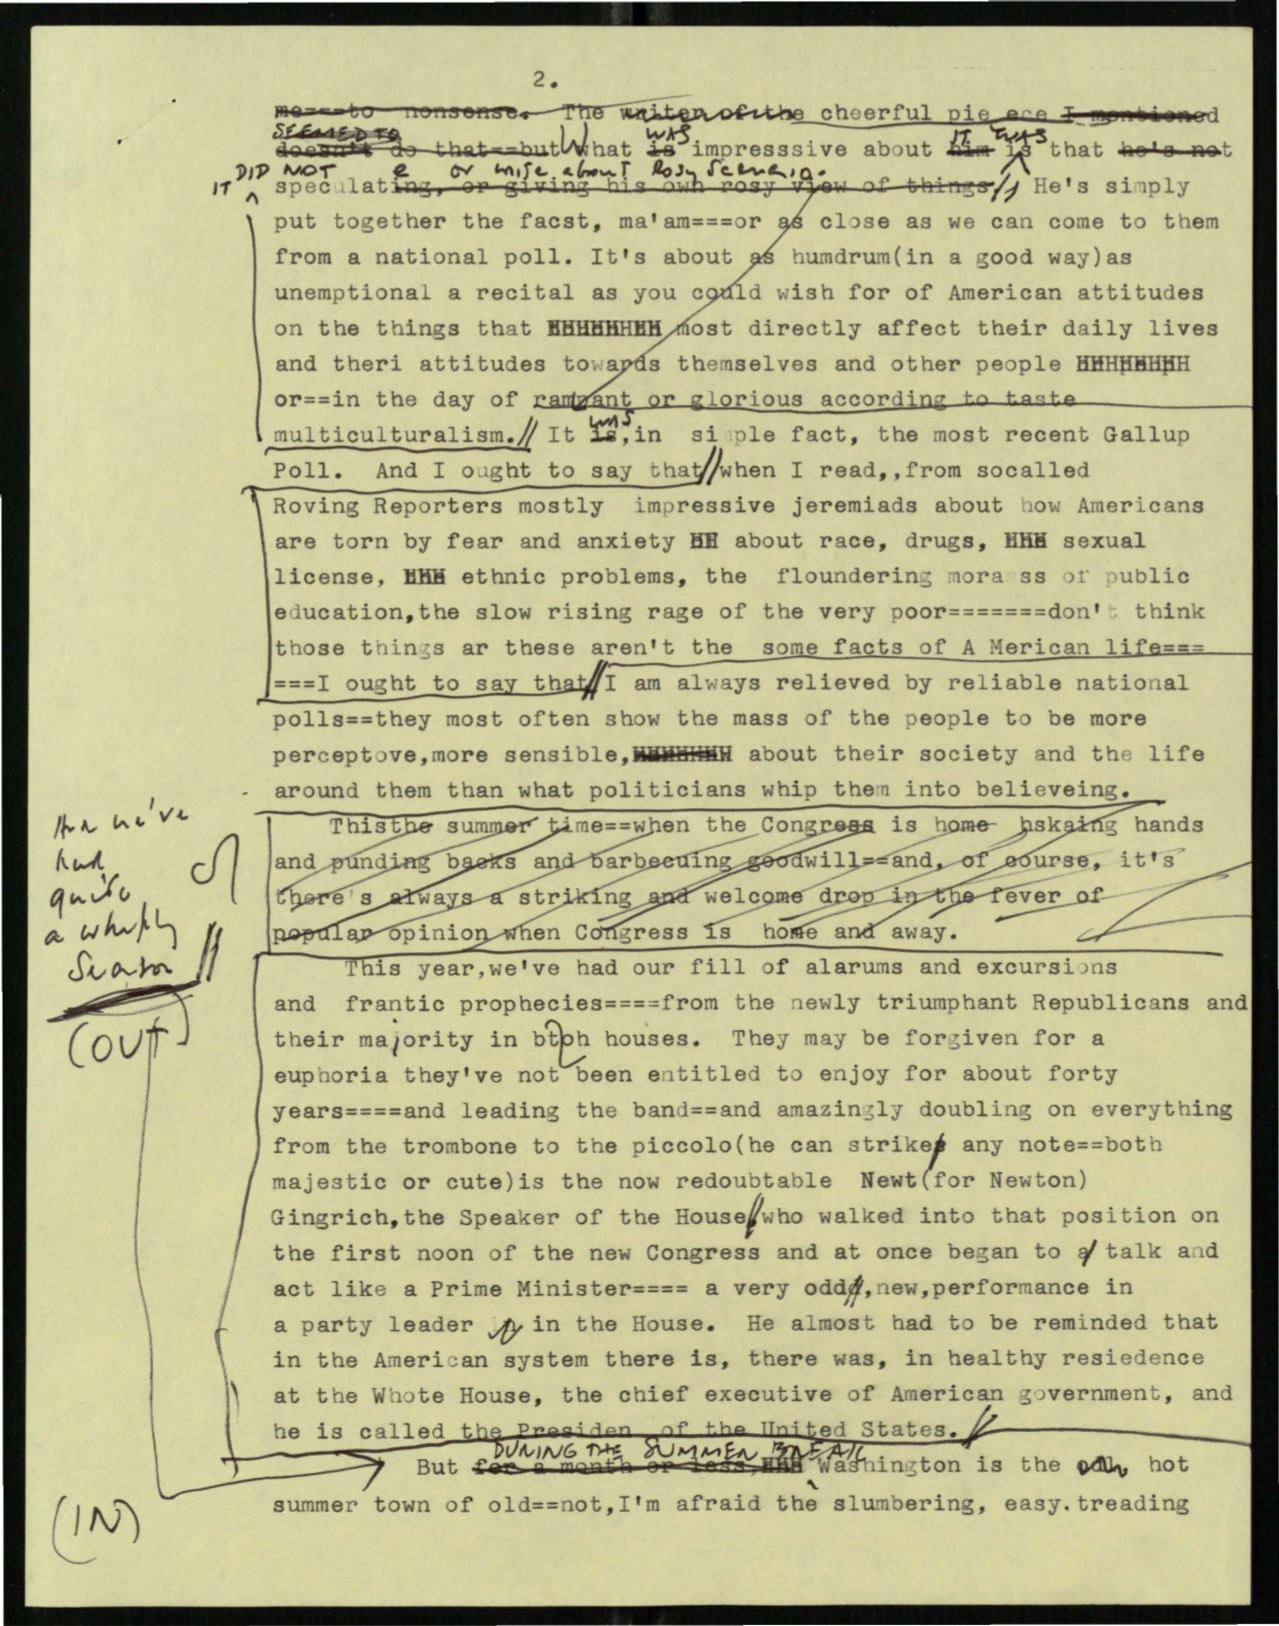 2.
me====to nonsense. The writer of the cheerful pie ece I mentioned
SEEMED TO WAS IT WAS
doesn't do that==but What is impresssive about him is that he's not
IT DID NOT e or write about Rosy Scenario.
speculating, or giving his own rosy view of things// He's simply
put together the facst, ma'am===or as close as we can come to them
from a national poll. It's about as humdrum(in a good way)as
unemptional a recital as you could wish for of American attitudes
on the things that HHHHHHHH most directly affect their daily lives
and theri attitudes towards themselves and other people HHHHHHHH
or==in the day of rampant or glorious according to taste
was
multiculturalism.// It is,in simple fact, the most recent Gallup
Poll. And I ought to say that//when I read,,from socalled
Roving Reporters mostly impressive jeremiads about how Americans
are torn by fear and anxiety HH about race, drugs, HHH sexual
license, HHH ethnic problems, the floundering mora ss of public
education,the slow rising rage of the very poor=======don't think
those things ar these aren't the some facts of A Merican life===
===I ought to say that//I am always relieved by reliable national
polls==they most often show the mass of the people to be more
perceptove,more sensible,HHHHHHH about their society and the life
around them than what politicians whip them into believeing.
Thisthe summer time==when the Congress is home hskaing hands
and punding backs and barbecuing goodwill==and, of course, it's
there's always a striking and welcome drop in the fever of
popular opinion when Congress is home and away.
we've
had
quite
a
Season //
(OUT)
This year,we've had our fill of alarums and excursions
and frantic prophecies====from the newly triumphant Republicans and
their majority in btoh houses. They may be forgiven for a
euphoria they've not been entitled to enjoy for about forty
years====and leading the band==and amazingly doubling on everything
from the trombone to the piccolo(he can strikes any note==both
majestic or cute)is the now redoubtable Newt(for Newton)
Gingrich,the Speaker of the House//who walked into that position on
the first noon of the new Congress and at once began to a talk and
act like a Prime Minister==== a very odd,new,performance in
a party leader in in the House. He almost had to be reminded that
in the American system there is, there was, in healthy resiedence
at the Whote House, the chief executive of American government, and
he is called the Presiden of the United States.//
DURING THE SUMMER BREAK
But for a month or less,HHH Washington is the hot
summer town of old==not,I'm afraid the slumbering, easy.treading
(IN)